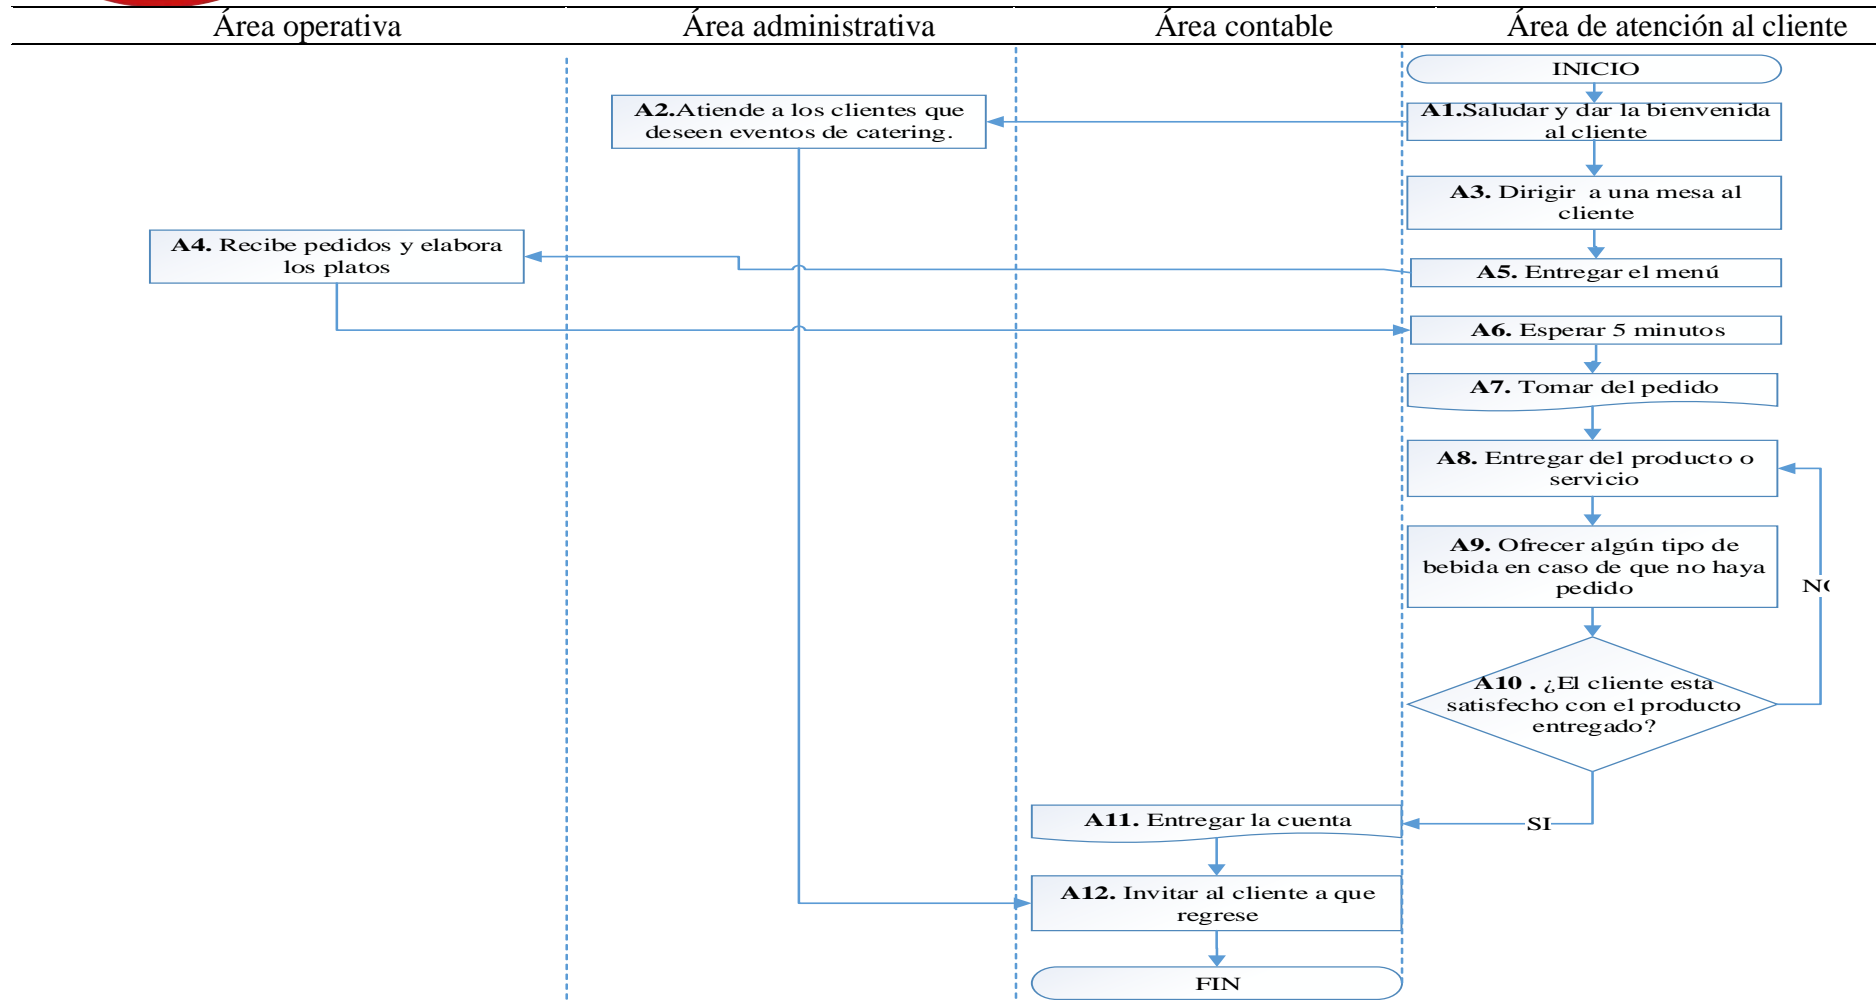 Área operativa
Área administrativa
Área contable
Área de atención al cliente
INICIO
A1.Saludar y dar la bienvenida
al cliente
A2.Atiende a los clientes que
deseen eventos de catering.
A3. Dirigir a una mesa al
cliente
A4. Recibe pedidos y elabora
los platos
A5. Entregar el menú
A6. Esperar 5 minutos
A7. Tomar del pedido
A8. Entregar del producto o
servicio
A9. Ofrecer algún tipo de
bebida en caso de que no haya
pedido
A10 . ¿El cliente esta
satisfecho con el producto
entregado?
SI
A11. Entregar la cuenta
A12. Invitar al cliente a que
regrese
FIN